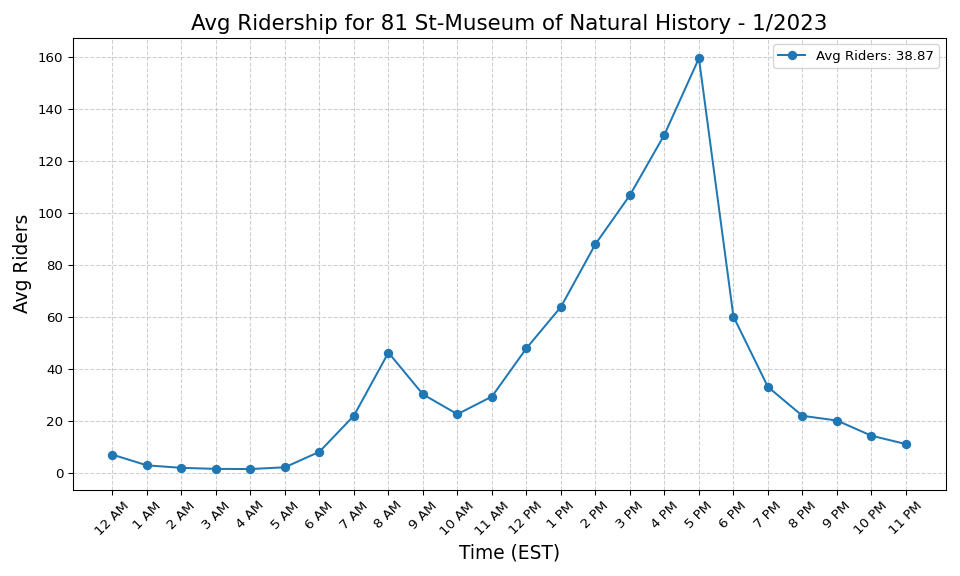 Avg Ridership for 81 St-Museum of Natural History - 1/2023
Avg Riders: 38.87
Avg Riders
160
140
120
100
80
60
40
20
0
12 AM
1 AM
2 AM
3 AM
4 AM
5 AM
6 AM
7 AM
8 AM
9 AM
10 AM
11 AM
12 PM
1 PM
2 PM
3 PM
4 PM
5 PM
6 PM
7 PM
8 PM
9 PM
10 PM
11 PM
Time (EST)